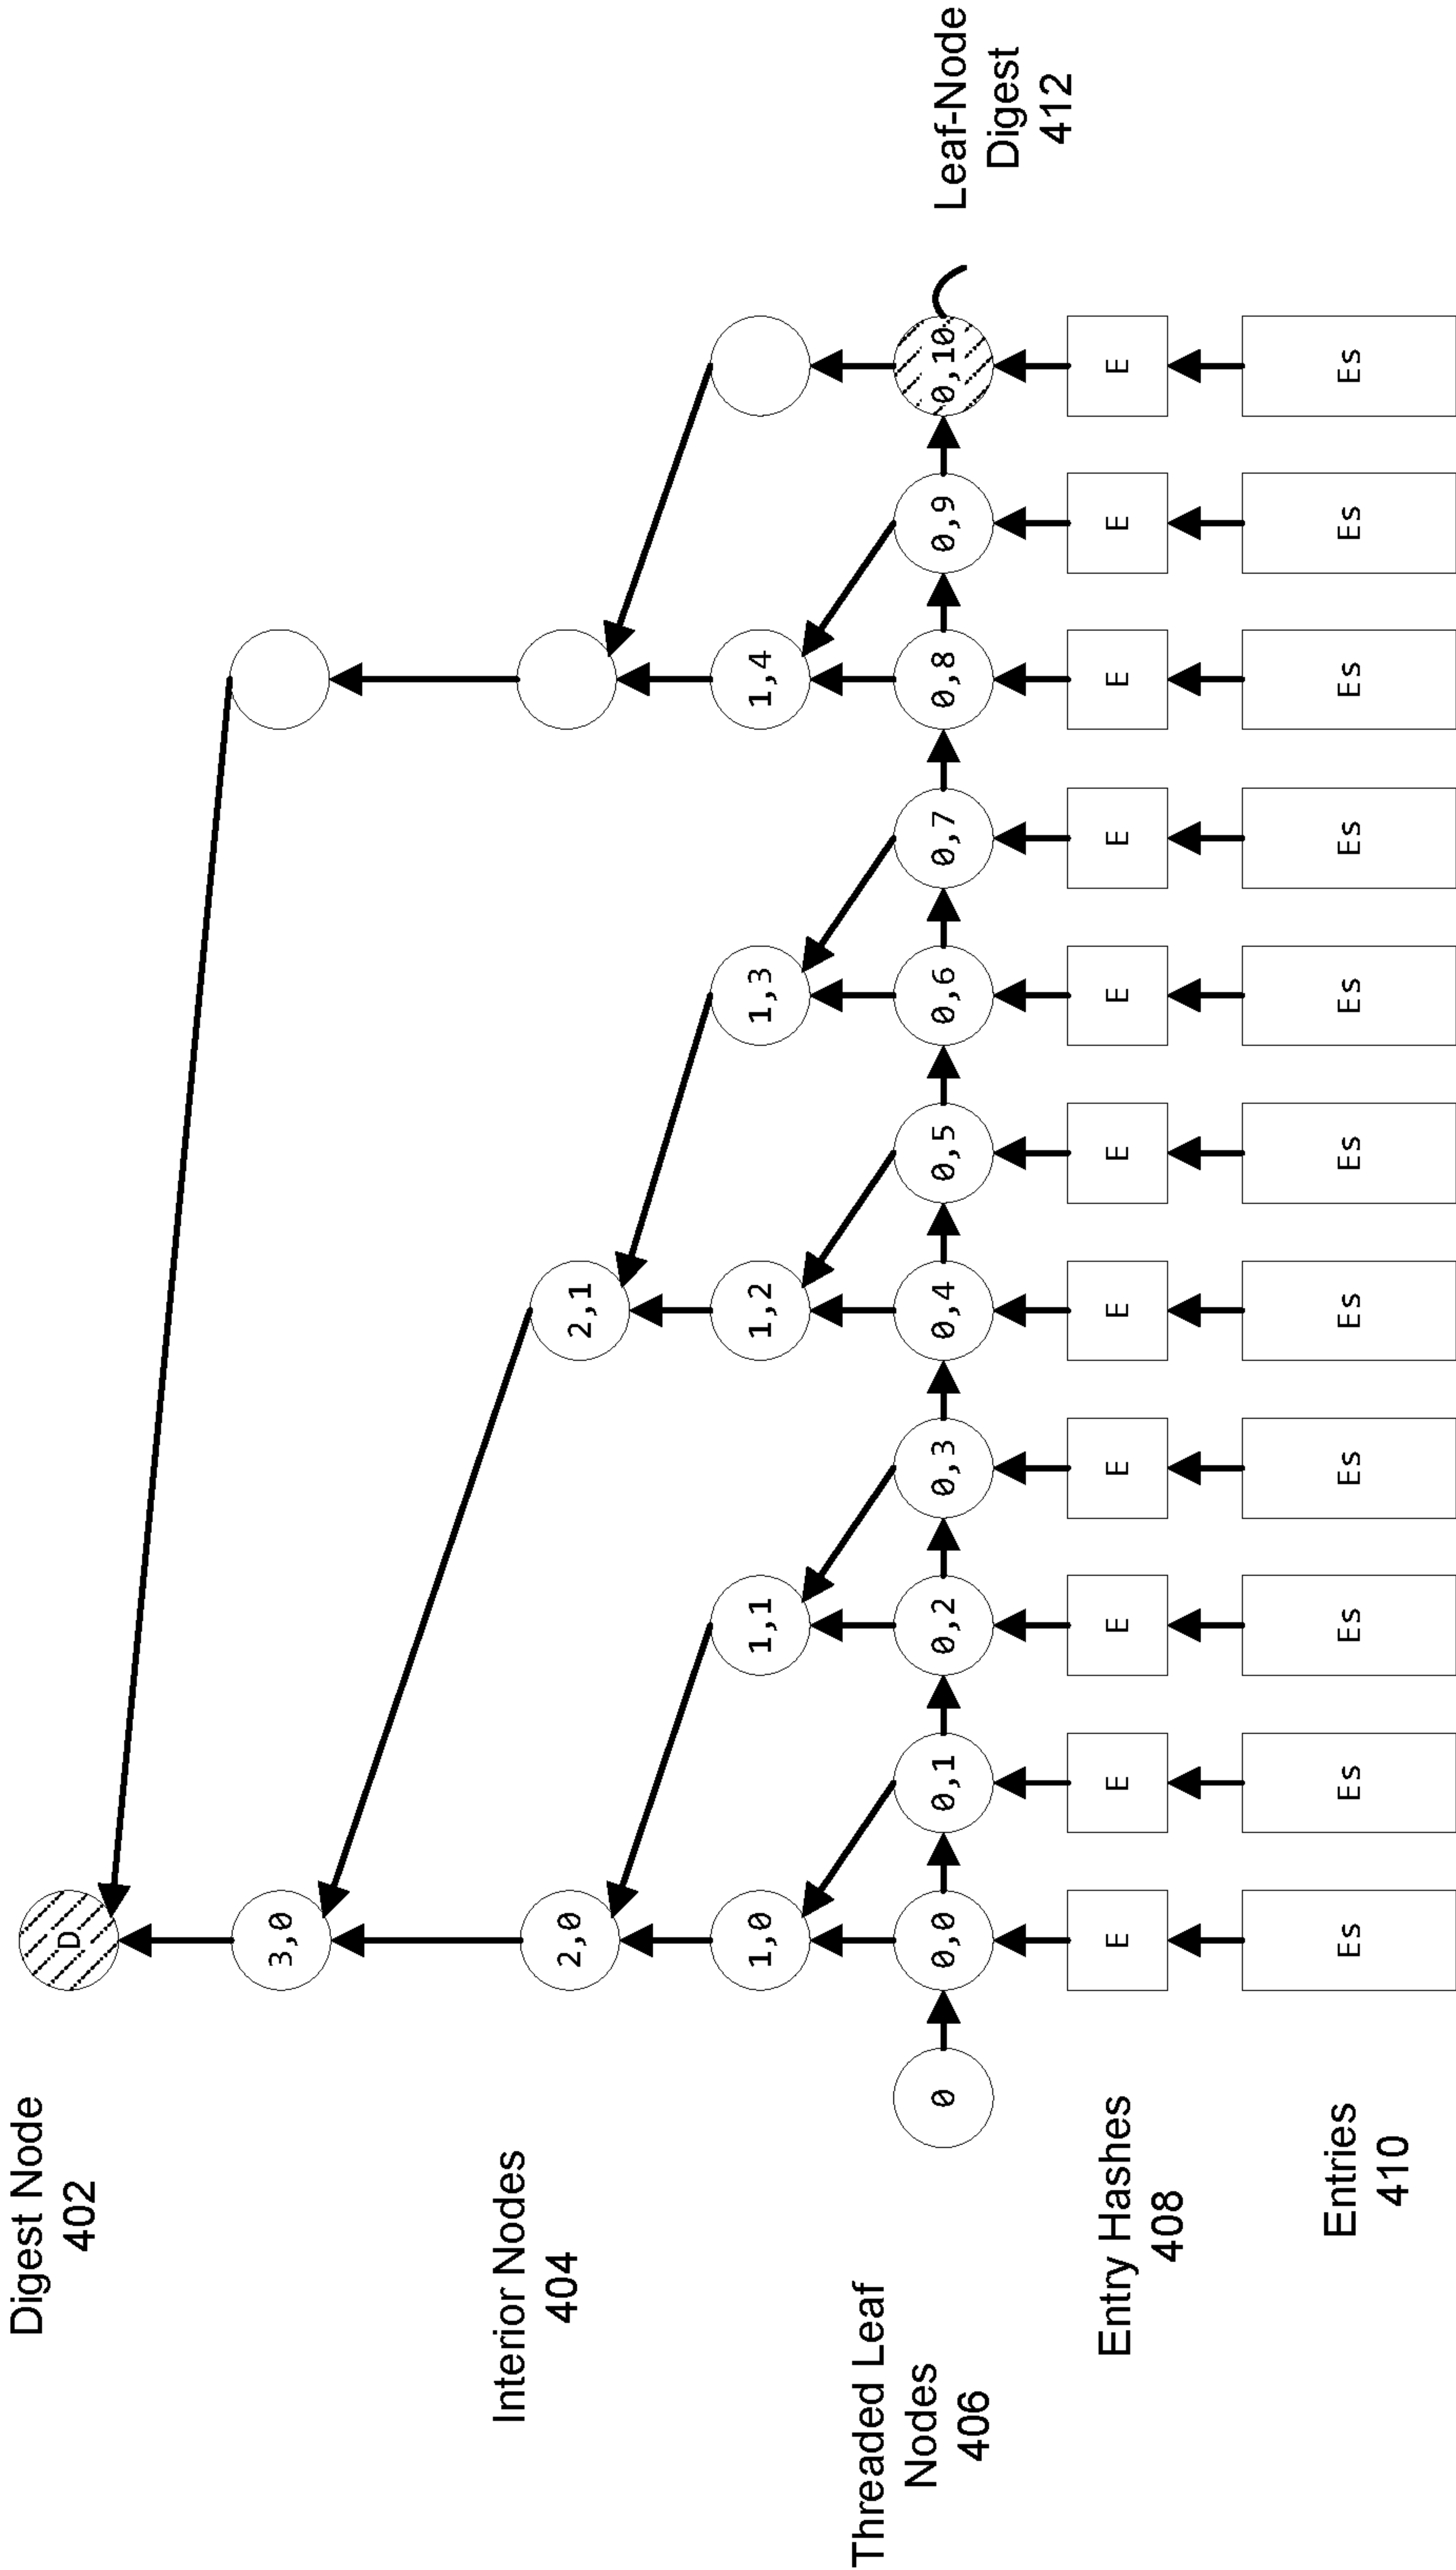 Digest Node
402
D
3,0
Interior Nodes
404
2,0
2,1
1,0
1,1
1,2
1,3
1,4
Threaded Leaf
Nodes
406
0
0,0
0,1
0,2
0,3
0,4
0,5
0,6
0,7
0,8
0,9
0,10
Leaf-Node
Digest
412
Entry Hashes
408
E
E
E
E
E
E
E
E
E
E
E
Entries
410
Es
Es
Es
Es
Es
Es
Es
Es
Es
Es
Es